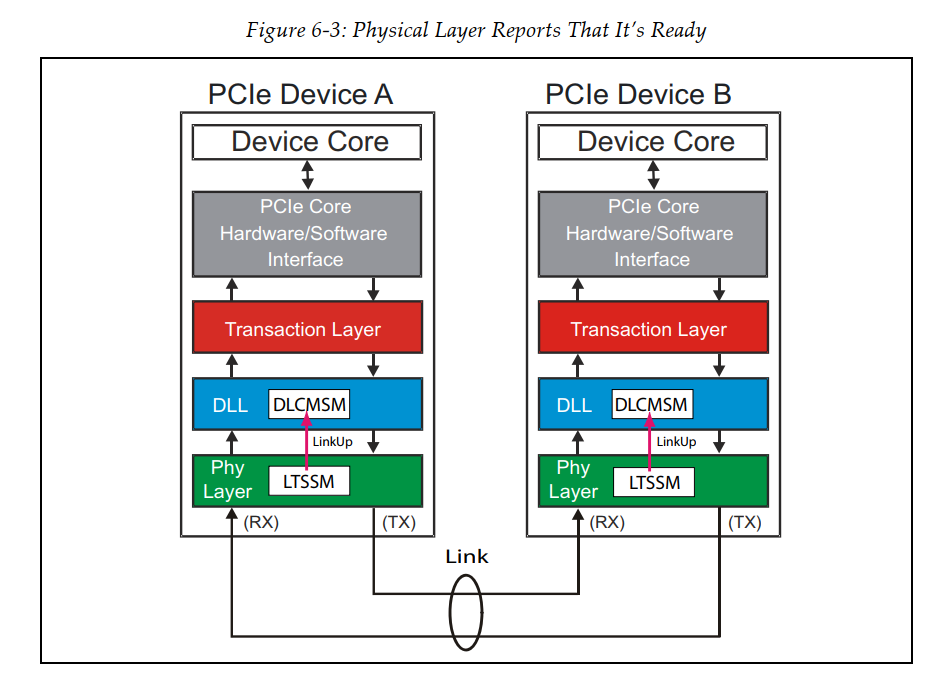 Figure 6-3: Physical Layer Reports That It's Ready
PCIe Device A
Device Core
PCIe Core
Hardware/Software
Interface
Transaction Layer
DLL
DLCMSM
LinkUp
Phy
Layer
LTSSM
(RX)
(TX)
PCIe Device B
Device Core
PCIe Core
Hardware/Software
Interface
Transaction Layer
DLL
DLCMSM
LinkUp
Phy
Layer
LTSSM
(RX)
(TX)
Link